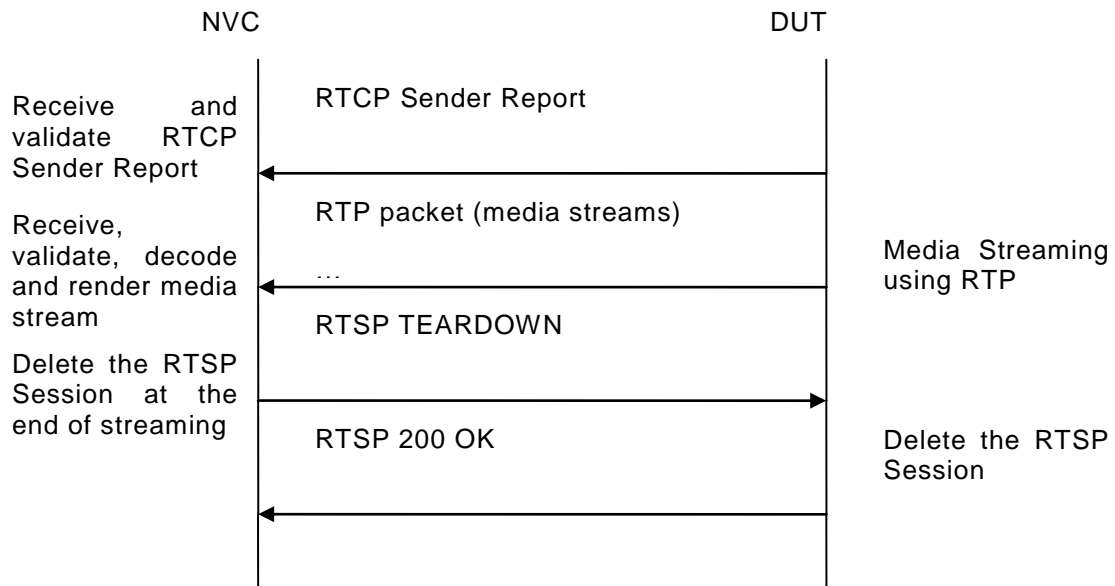 NVC
DUT
RTCP Sender Report
Receive and
validate RTCP
Sender Report
RTP packet (media streams)
Receive,
validate, decode
and render media
stream
...
Media Streaming
using RTP
RTSP TEARDOWN
Delete the RTSP
Session at the
end of streaming
RTSP 200 OK
Delete the RTSP
Session